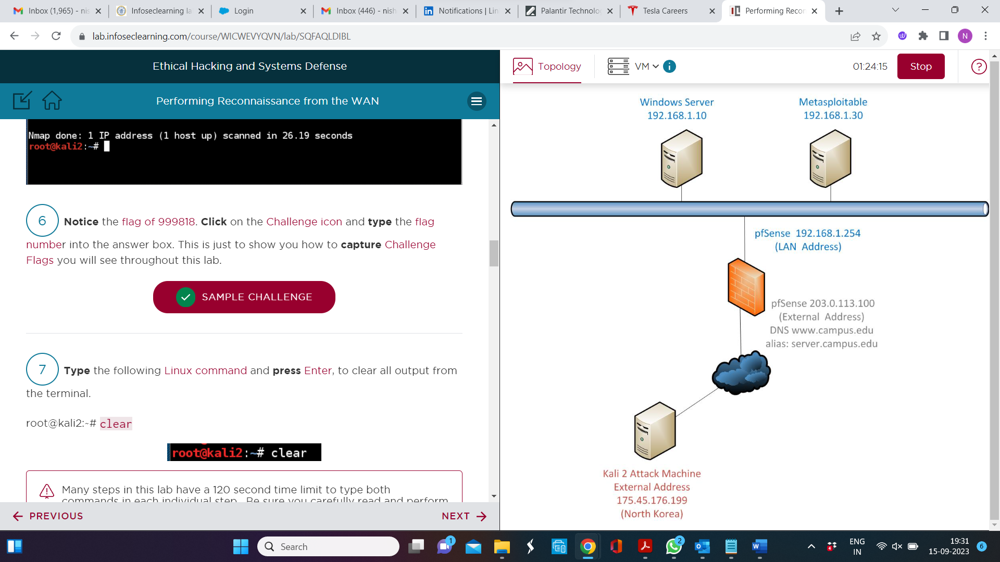 Inbox (1,965) - nis
Infoseclearning la
Login
Inbox (446) - nish
Notifications | Lin
Palantir Technolo
Tesla Careers
Performing Recon
lab.infoseclearning.com/course/WICWEVYQVN/lab/SQFAQLDIBL
N
Ethical Hacking and Systems Defense
Performing Reconnaissance from the WAN
Nmap done: 1 IP address (1 host up) scanned in 26.19 seconds
root@kali2:~#
6 Notice the flag of 999818. Click on the Challenge icon and type the flag
number into the answer box. This is just to show you how to capture Challenge
Flags you will see throughout this lab.
SAMPLE CHALLENGE
7 Type the following Linux command and press Enter, to clear all output from
the terminal.
root@kali2:~# clear
root@kali2:~# clear
Many steps in this lab have a 120 second time limit to type both
commands in each individual step. Be sure you carefully read and perform
PREVIOUS
NEXT
Topology
VM
i
01:24:15
Stop
?
Windows Server
192.168.1.10
Metasploitable
192.168.1.30
pfSense 192.168.1.254
(LAN Address)
pfSense 203.0.113.100
(External Address)
DNS www.campus.edu
alias: server.campus.edu
Kali 2 Attack Machine
External Address
175.45.176.199
(North Korea)
Search
1
2
4
ENG
IN
19:31
15-09-2023
6